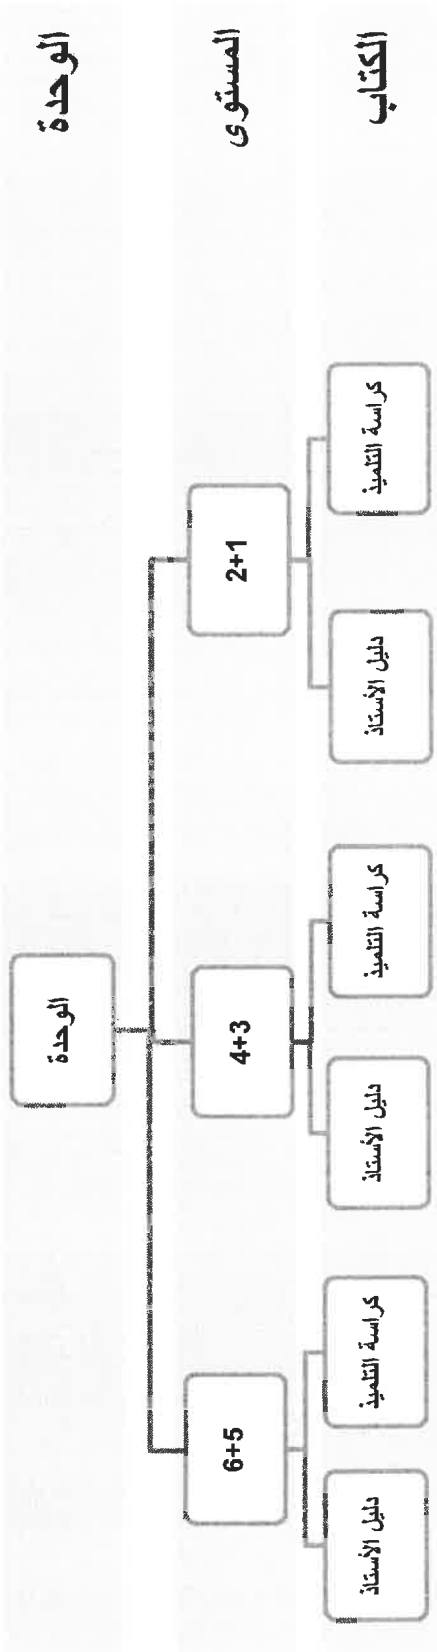 الوحدة
المستوى
الكتاب
الوحدة
2+1
4+3
6+5
كراسة التلميذ
دليل الأستاذ
كراسة التلميذ
دليل الأستاذ
كراسة التلميذ
دليل الأستاذ